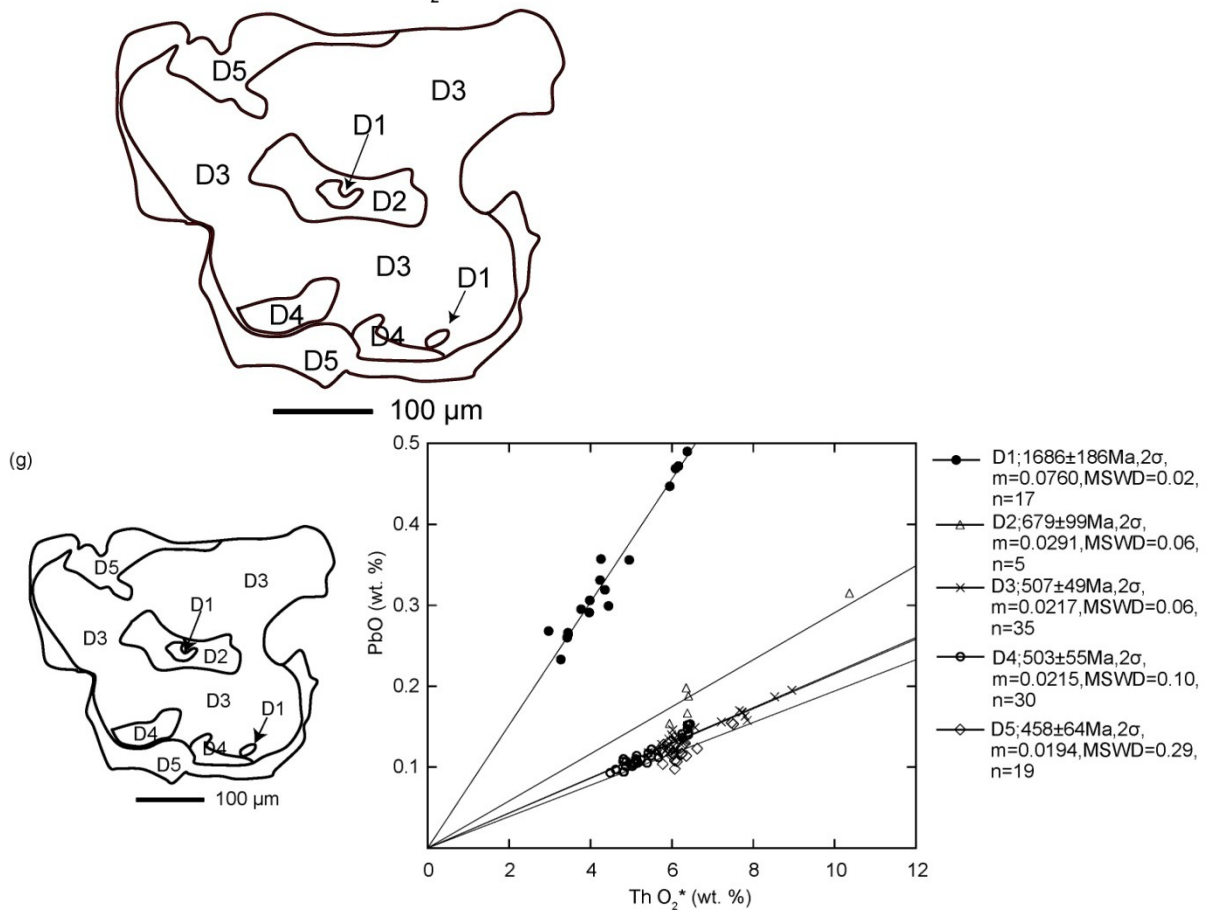 2
D5
D3
D1
D3
D2
D3
D1
D4
D4
D5
100 µm
(g)
D5
D3
D1
D3
D2
D3
D1
D4
D4
D5
100 µm
0.5
0.4
0.3
0.2
0.1
PbO (wt. %)
0
2
4
6
8
10
12
Th O2* (wt. %)
D1;1686±186Ma,2σ,
m=0.0760,MSWD=0.02,
n=17
D2;679±99Ma,2σ,
m=0.0291,MSWD=0.06,
n=5
D3;507±49Ma,2σ,
m=0.0217,MSWD=0.06,
n=35
D4;503±55Ma,2σ,
m=0.0215,MSWD=0.10,
n=30
D5;458±64Ma,2σ,
m=0.0194,MSWD=0.29,
n=19